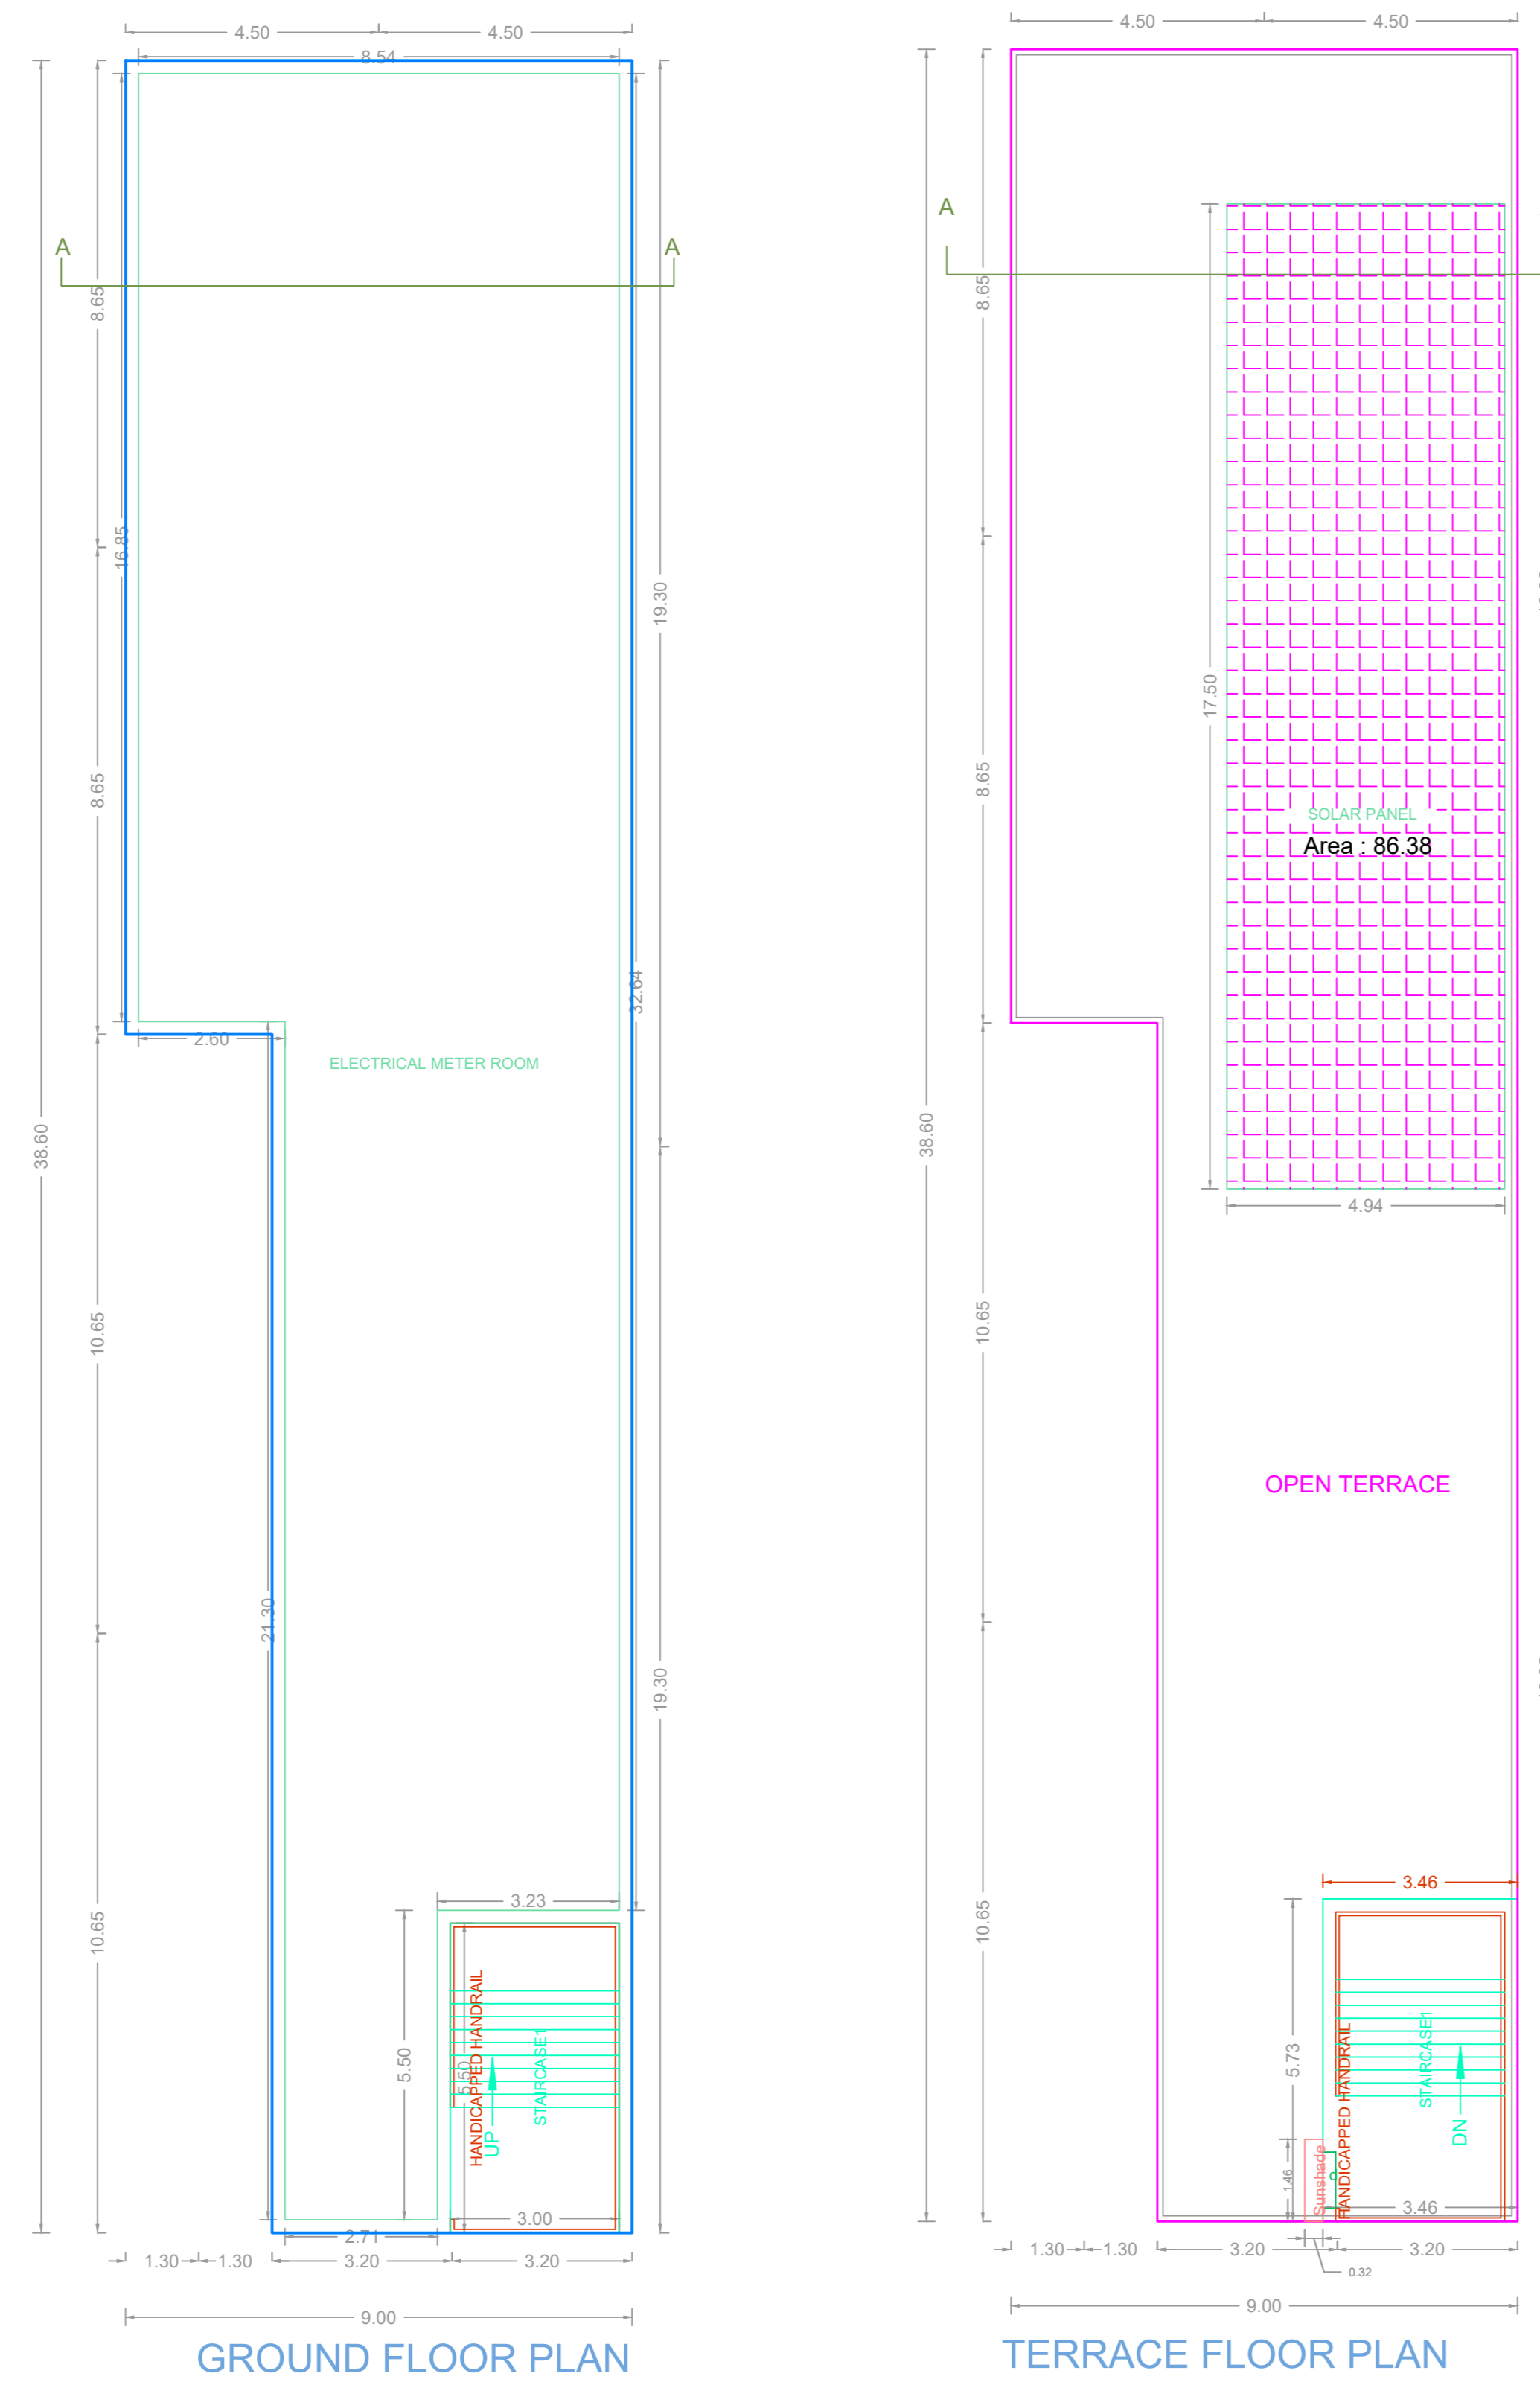 4.50
4.50
8.54
A
A
8.65
16.85
19.30
8.65
32.64
2.60
ELECTRICAL METER ROOM
38.60
10.65
21.30
19.30
10.65
3.23
5.50
5.50
HANDICAPPED HANDRAIL
STAIRCASE1
UP
3.00
2.71
1.30
1.30
3.20
3.20
9.00
GROUND FLOOR PLAN
4.50
4.50
A
8.65
17.50
8.65
SOLAR PANEL
Area : 86.38
38.60
4.94
10.65
OPEN TERRACE
10.65
3.46
5.73
STAIRCASE1
HANDICAPPED HANDRAIL
DN
1.46
Sunshade
d
3.46
1.30
1.30
3.20
3.20
0.32
9.00
TERRACE FLOOR PLAN